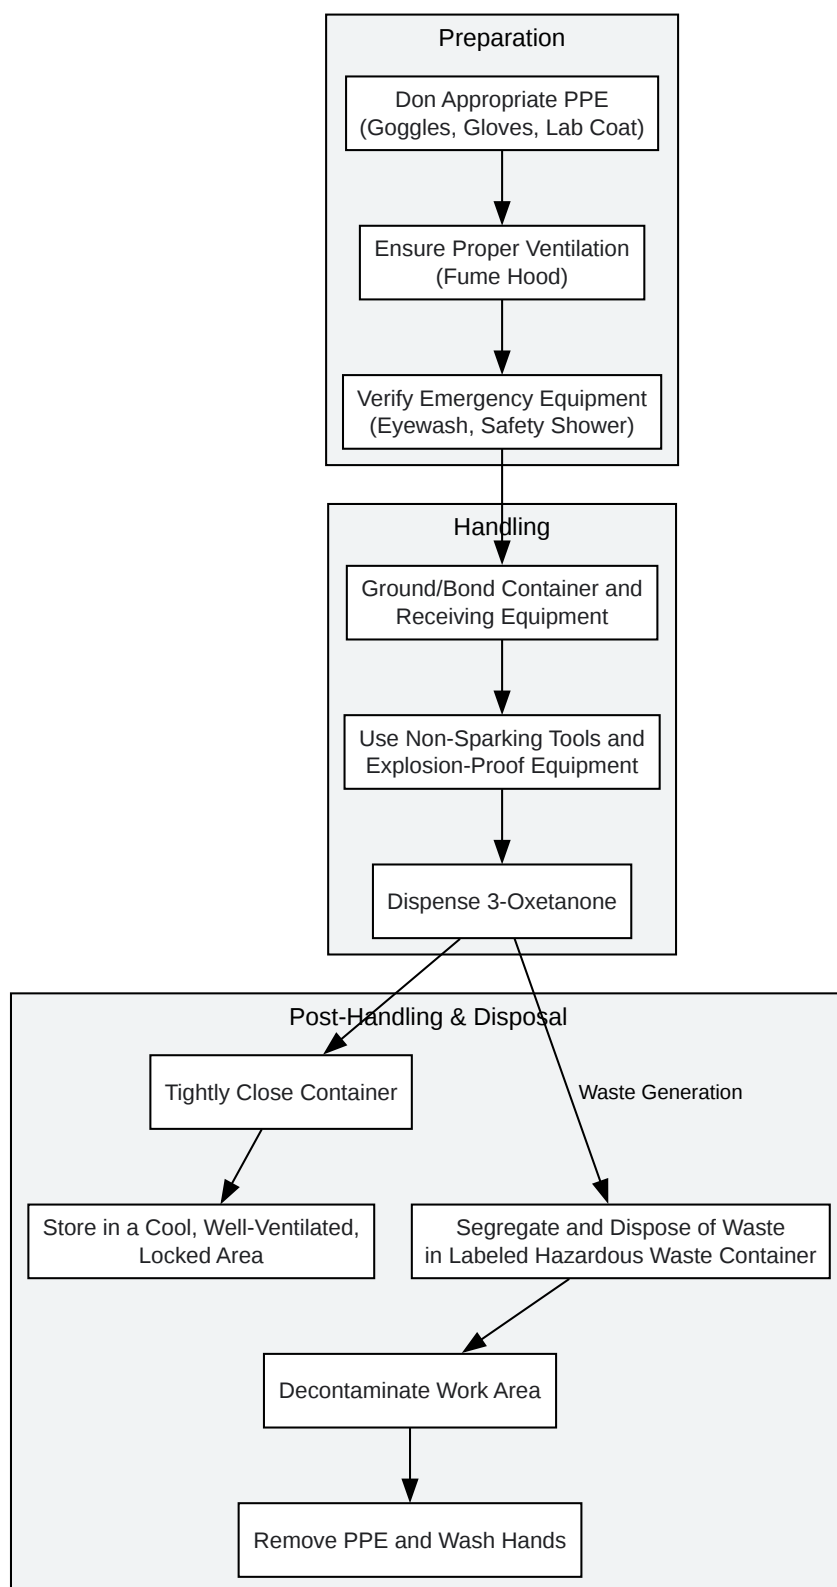 Preparation
Don Appropriate PPE
(Goggles, Gloves, Lab Coat)
Ensure Proper Ventilation
(Fume Hood)
Verify Emergency Equipment
(Eyewash, Safety Shower)
Handling
Ground/Bond Container and
Receiving Equipment
Use Non-Sparking Tools and
Explosion-Proof Equipment
Dispense 3-Oxetanone
Post-Handling & Disposal
Tightly Close Container
Waste Generation
Store in a Cool, Well-Ventilated,
Locked Area
Segregate and Dispose of Waste
in Labeled Hazardous Waste Container
Decontaminate Work Area
Remove PPE and Wash Hands